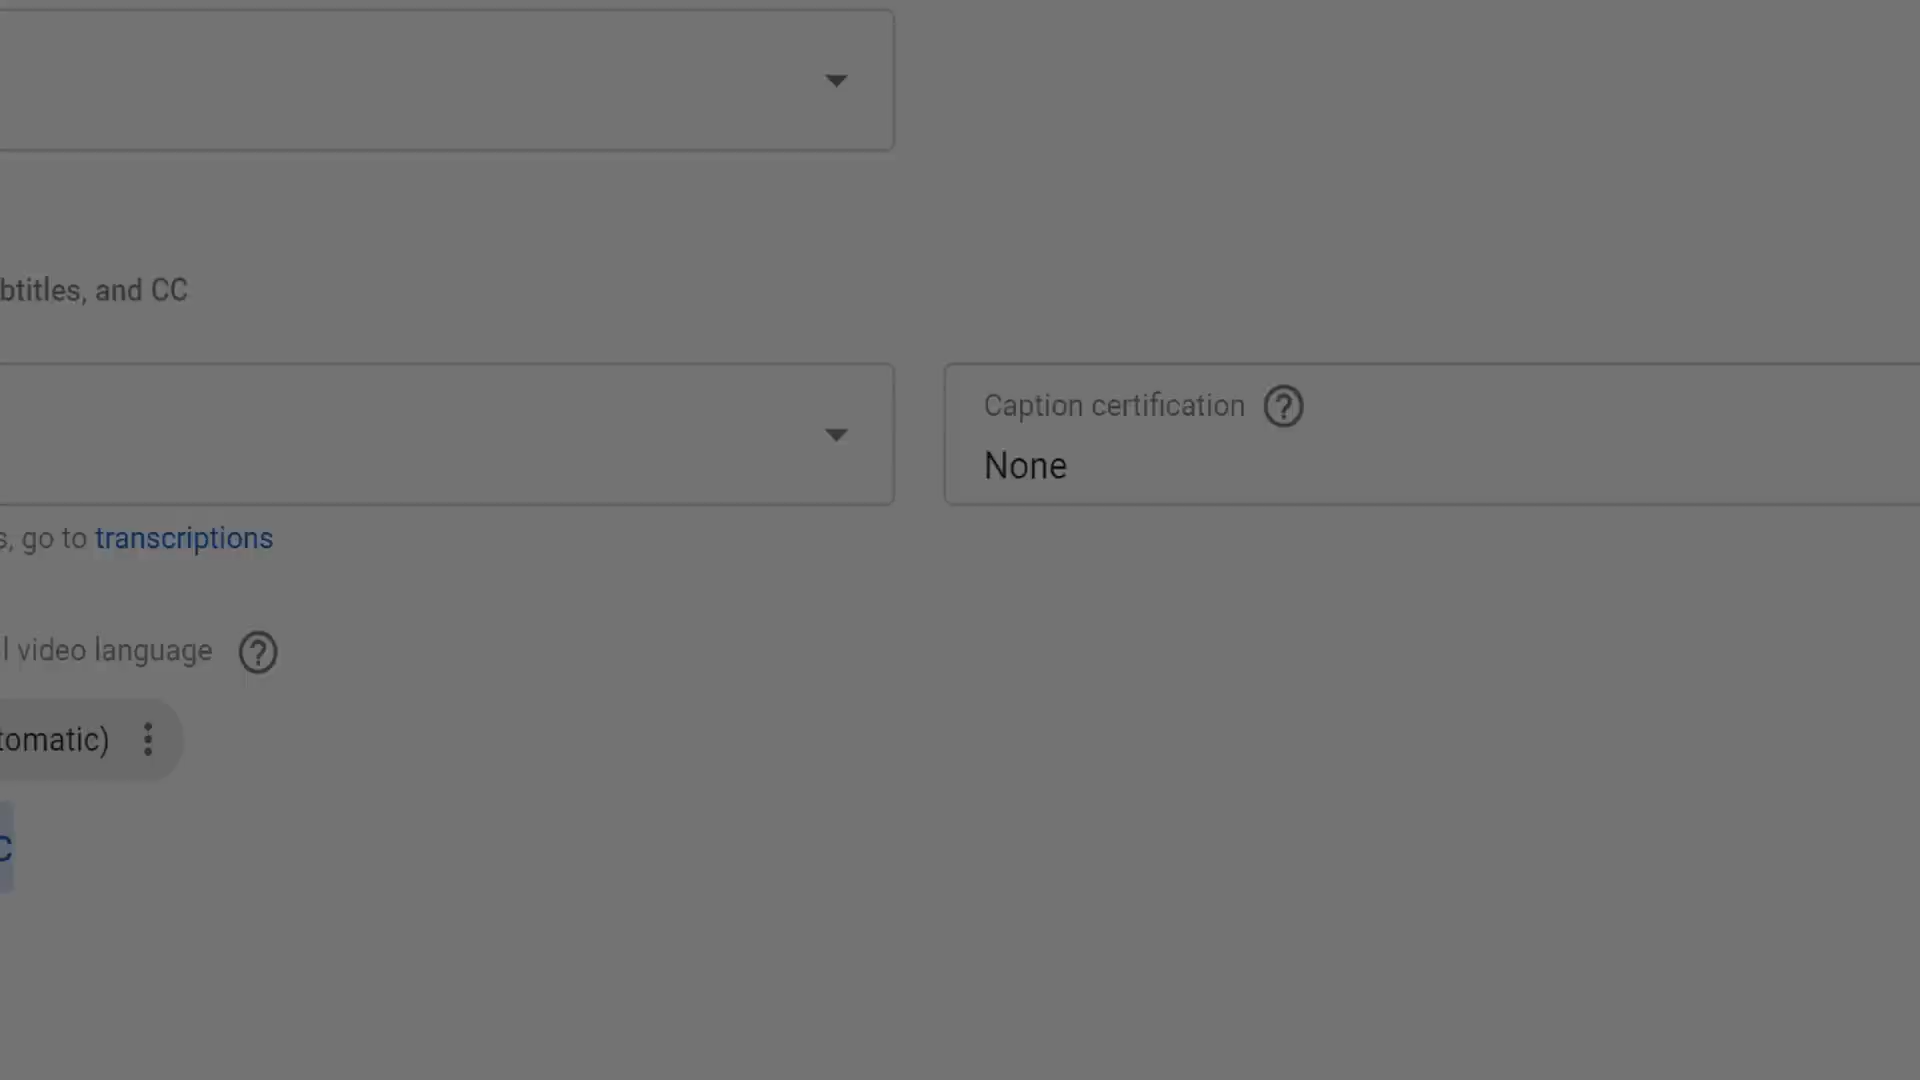 btitles, and CC
Caption certification
None
s, go to transcriptions
l video language
tomatic)
C